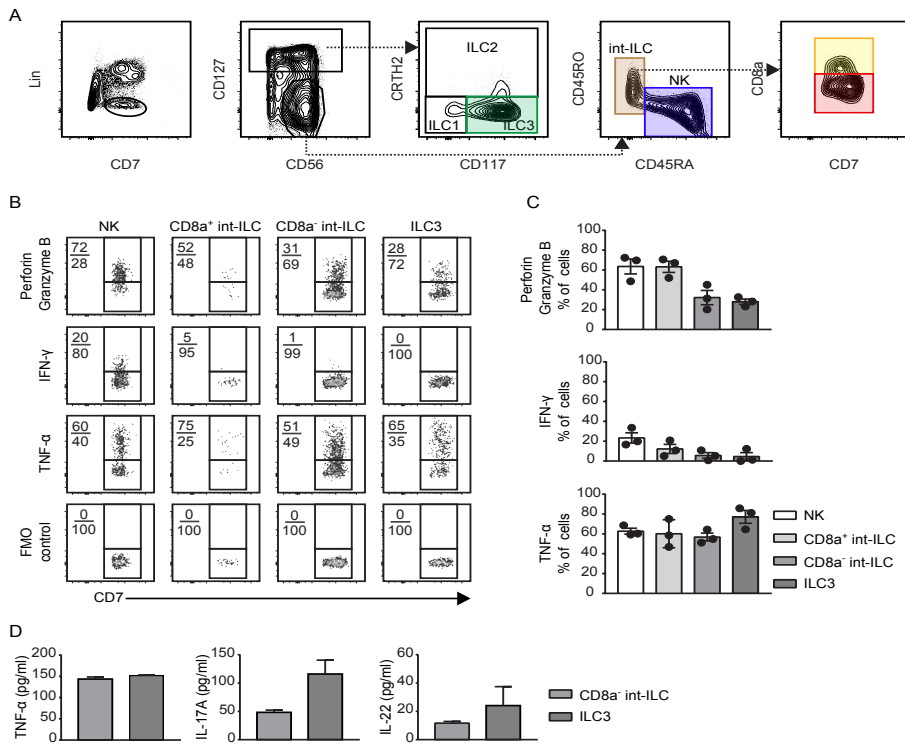 A
Lin
CD7
CD127
CD56
CRTH2
ILC2
ILC1
ILC3
CD117
CD45RO
int-ILC
NK
CD45RA
CD8a
CD7
B
NK
CD8a+ int-ILC
CD8a- int-ILC
ILC3
Perforin
Granzyme B
72
28
52
48
31
69
28
72
IFN-γ
20
80
5
95
1
99
0
100
TNF-α
60
40
75
25
51
49
65
35
FMO
control
0
100
0
100
0
100
0
100
CD7
C
Perforin
Granzyme B
% of cells
100
80
60
40
20
0
IFN-γ
% of cells
100
80
60
40
20
0
TNF-α
% of cells
100
80
60
40
20
0
NK
CD8a+ int-ILC
CD8a- int-ILC
ILC3
D
TNF-α (pg/ml)
200
150
100
50
0
IL-17A (pg/ml)
200
150
100
50
0
IL-22 (pg/ml)
60
40
20
0
CD8a- int-ILC
ILC3